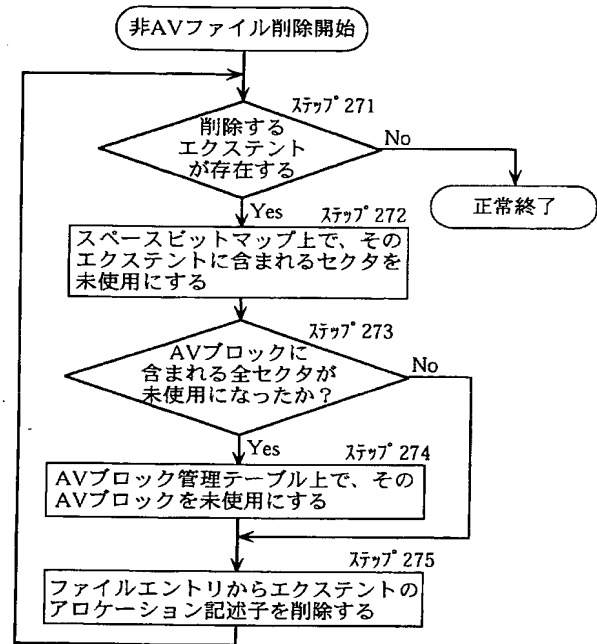 非AVファイル削除開始
ステップ271
削除する
エクステント
が存在する
No
正常終了
Yes
ステップ272
スペースビットマップ上で、その
エクステントに含まれるセクタを
未使用にする
ステップ273
AVブロックに
含まれる全セクタが
未使用になったか？
No
Yes
ステップ274
AVブロック管理テーブル上で、その
AVブロックを未使用にする
ステップ275
ファイルエントリからエクステントの
アロケーション記述子を削除する